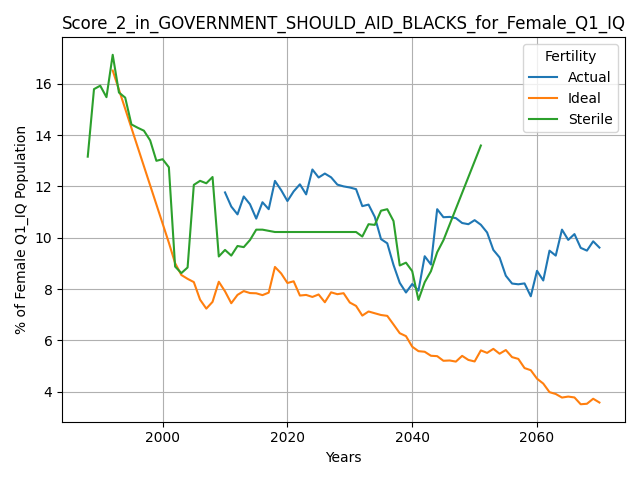 Score_2_in_GOVERNMENT_SHOULD_AID_BLACKS_for_Female_Q1_IQ
Fertility
Actual
Ideal
Sterile
% of Female Q1_IQ Population
16
14
12
10
8
6
4
2000
2020
2040
2060
Years